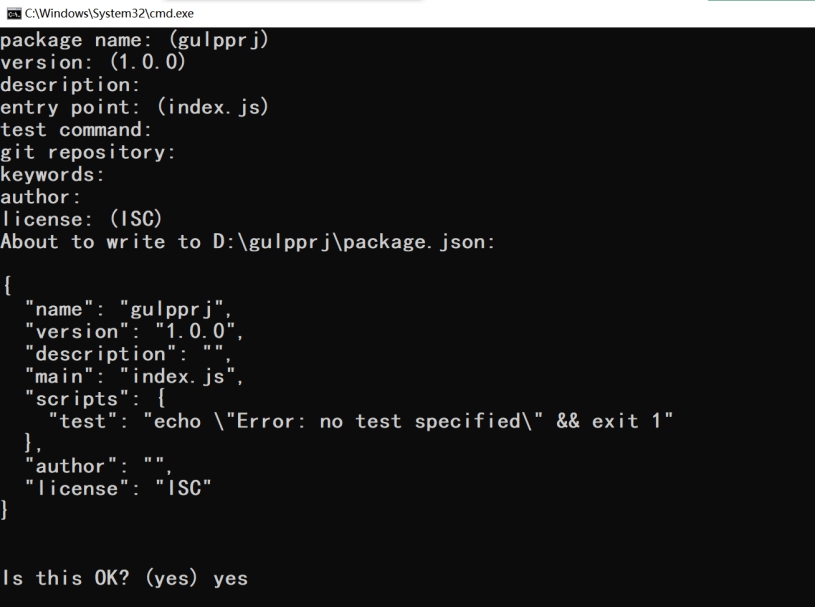 C:\Windows\System32\cmd.exe
package name: (gulpprj)
version: (1.0.0)
description:
entry point: (index.js)
test command:
git repository:
keywords:
author:
license: (ISC)
About to write to D:\gulpprj\package.json:
{
  "name": "gulpprj",
  "version": "1.0.0",
  "description": "",
  "main": "index.js",
  "scripts": {
    "test": "echo \"Error: no test specified\" && exit 1"
  },
  "author": "",
  "license": "ISC"
}
Is this OK? (yes) yes